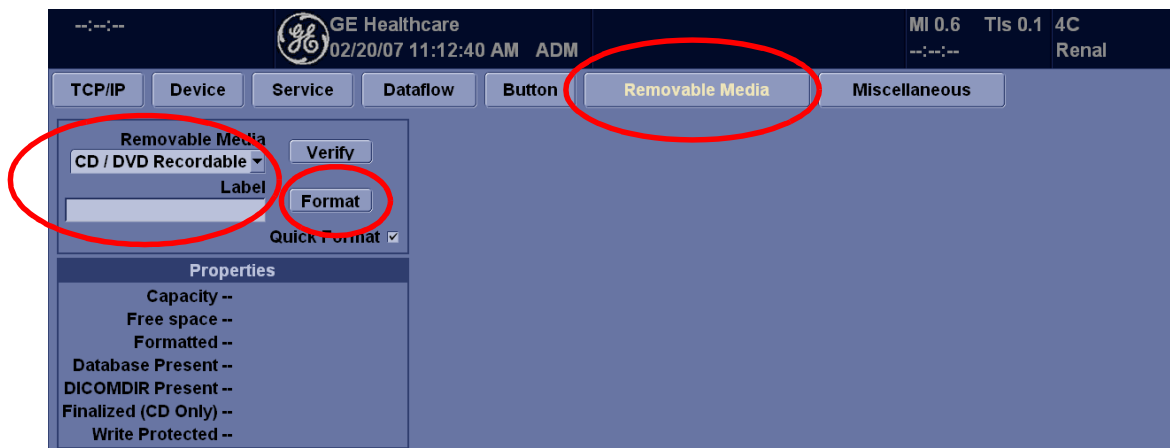 --:--:-- GE Healthcare MI 0.6 TIs 0.1 4C
02/20/07 11:12:40 AM ADM --:--:-- Renal
TCP/IP Device Service Dataflow Button Removable Media Miscellaneous
Removable Media
Verify
CD / DVD Recordable
Label
Format
Quick Format
Properties
Capacity --
Free space --
Formatted --
Database Present --
DICOMDIR Present --
Finalized (CD Only) --
Write Protected --